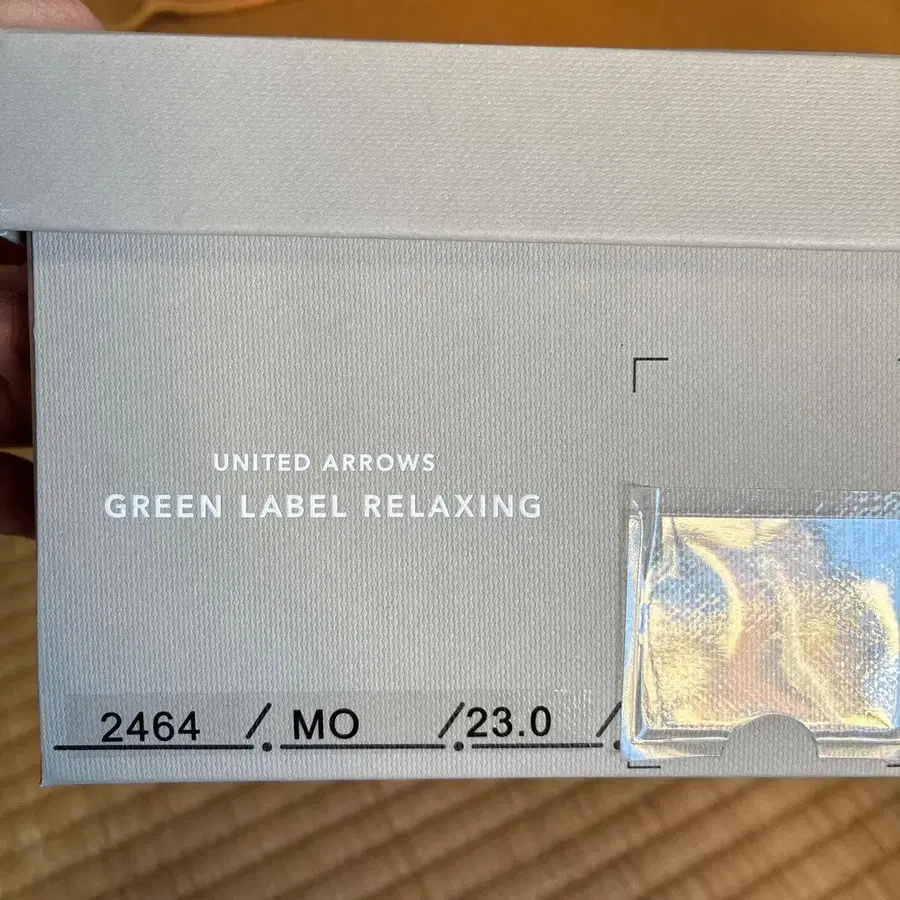 UNITED ARROWS
GREEN LABEL RELAXING
2464 /. MO /.23.0 /.